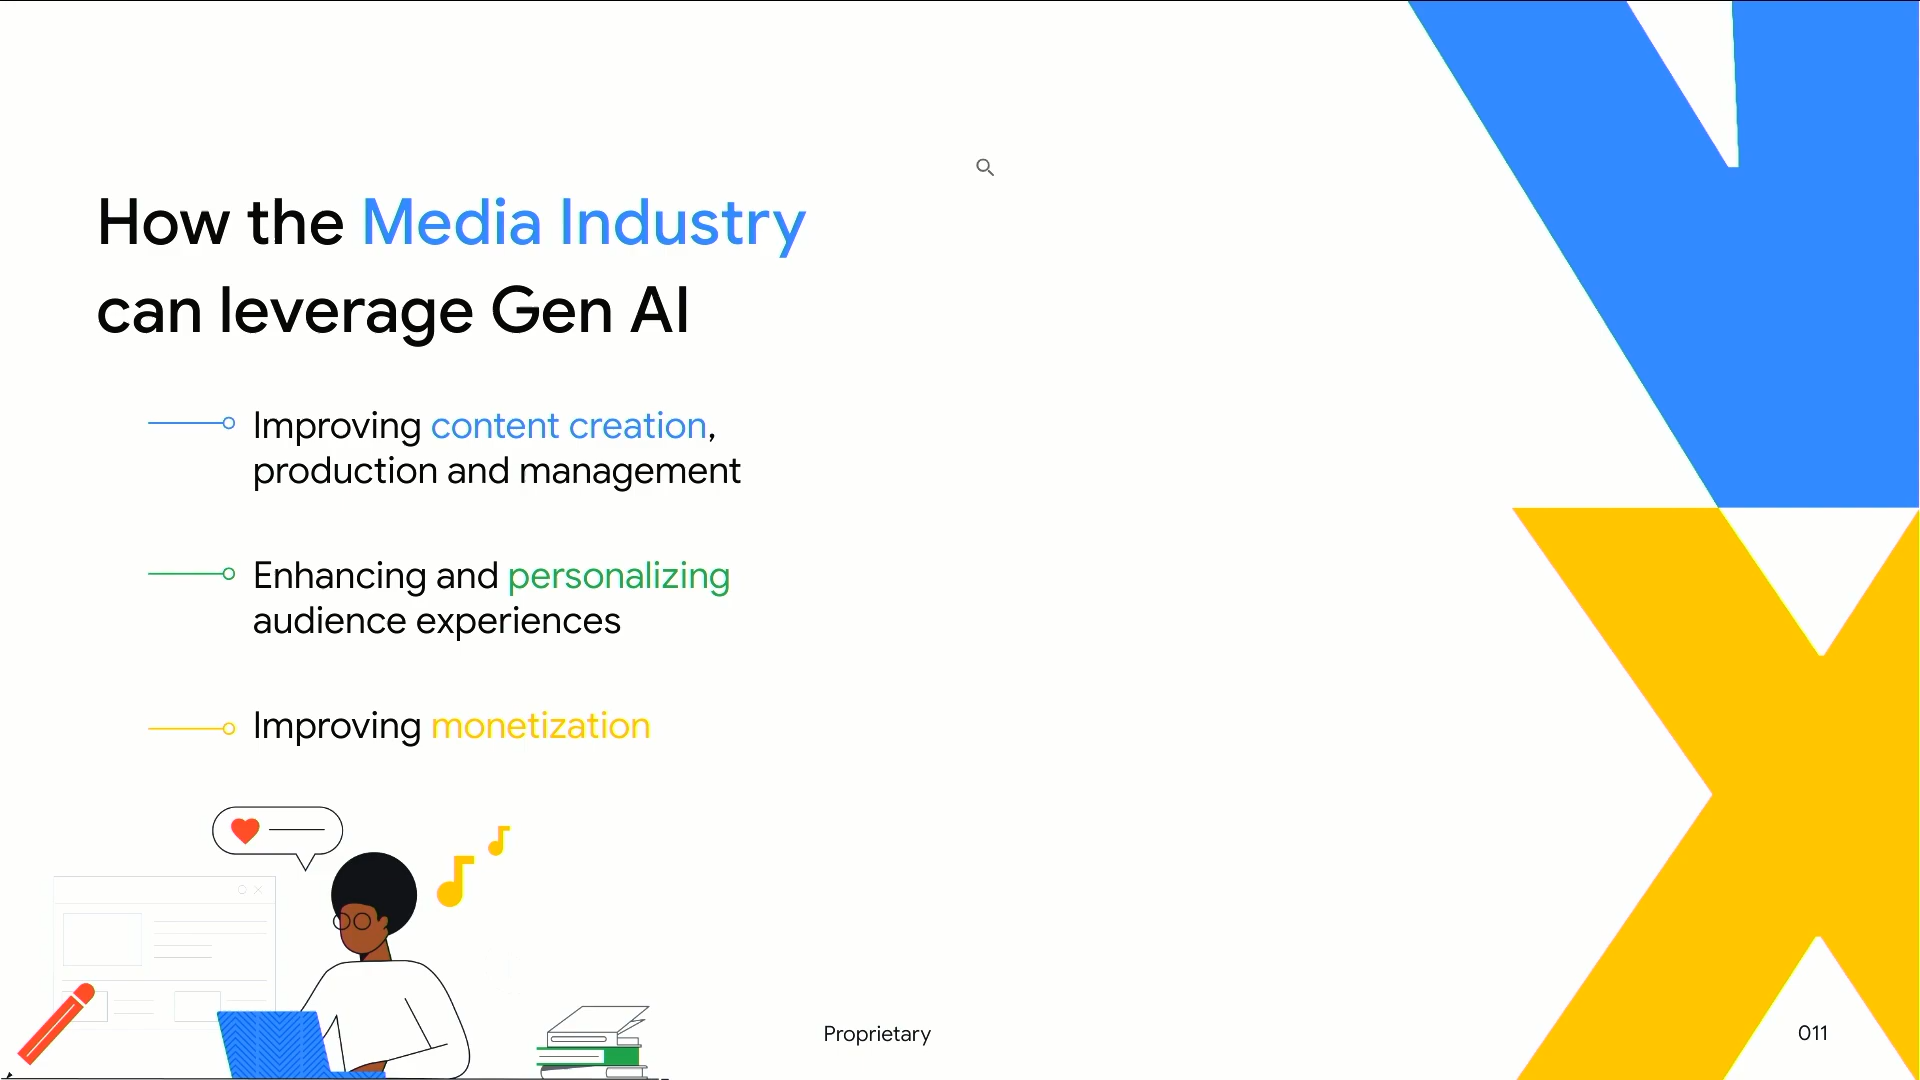 How the Media Industry
can leverage Gen AI
Improving content creation,
production and management
Enhancing and personalizing
audience experiences
Improving monetization
Proprietary
011